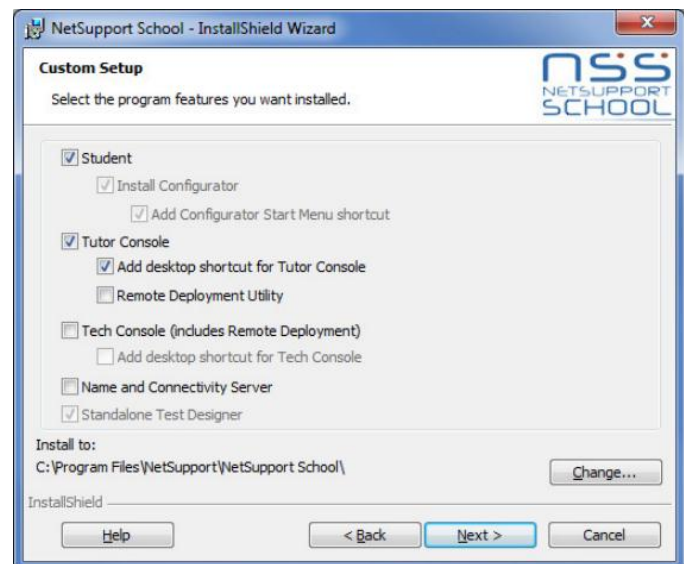 NetSupport School - InstallShield Wizard
Custom Setup
Select the program features you want installed.
nss
NETSUPPORT
SCHOOL
Student
Install Configurator
Add Configurator Start Menu shortcut
Tutor Console
Add desktop shortcut for Tutor Console
Remote Deployment Utility
Tech Console (includes Remote Deployment)
Add desktop shortcut for Tech Console
Name and Connectivity Server
Standalone Test Designer
Install to:
C:\Program Files\NetSupport\NetSupport School\
Change...
InstallShield
Help
< Back
Next >
Cancel